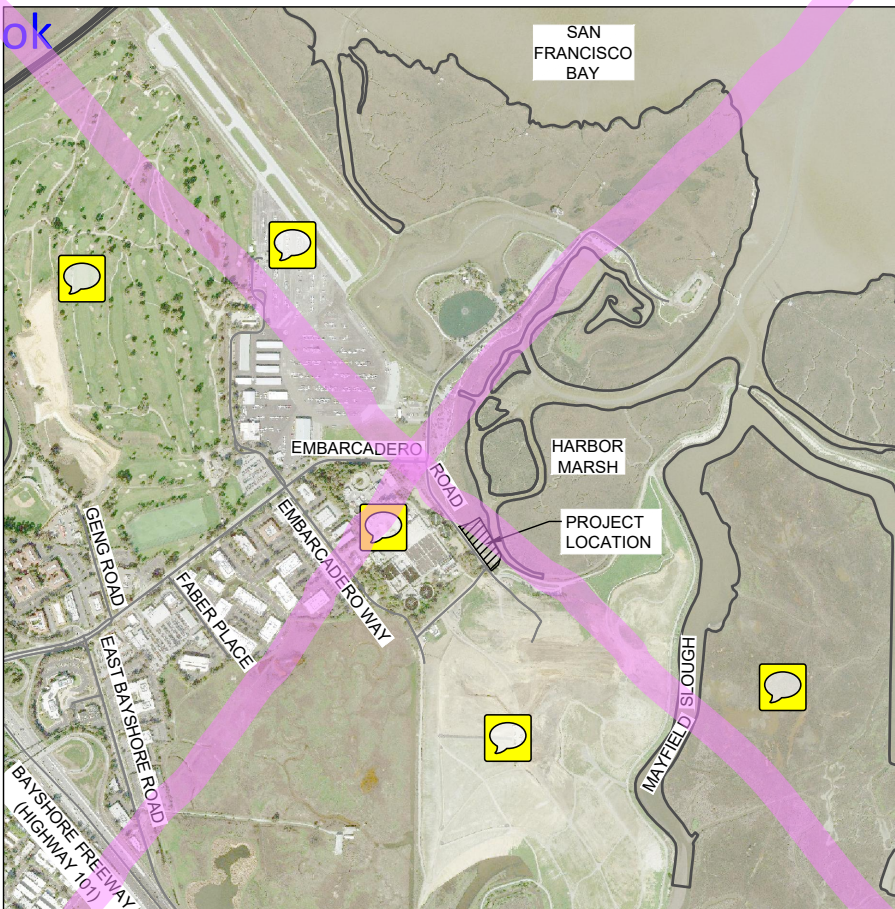 ok
SAN
FRANCISCO
BAY
EMBARCADERO
ROAD
HARBOR
MARSH
PROJECT
LOCATION
EMBARCADERO WAY
GENG ROAD
FABER PLACE
EAST BAYSHORE ROAD
MAYFIELD SLOUGH
BAYSHORE FREEWAY
(HIGHWAY 101)